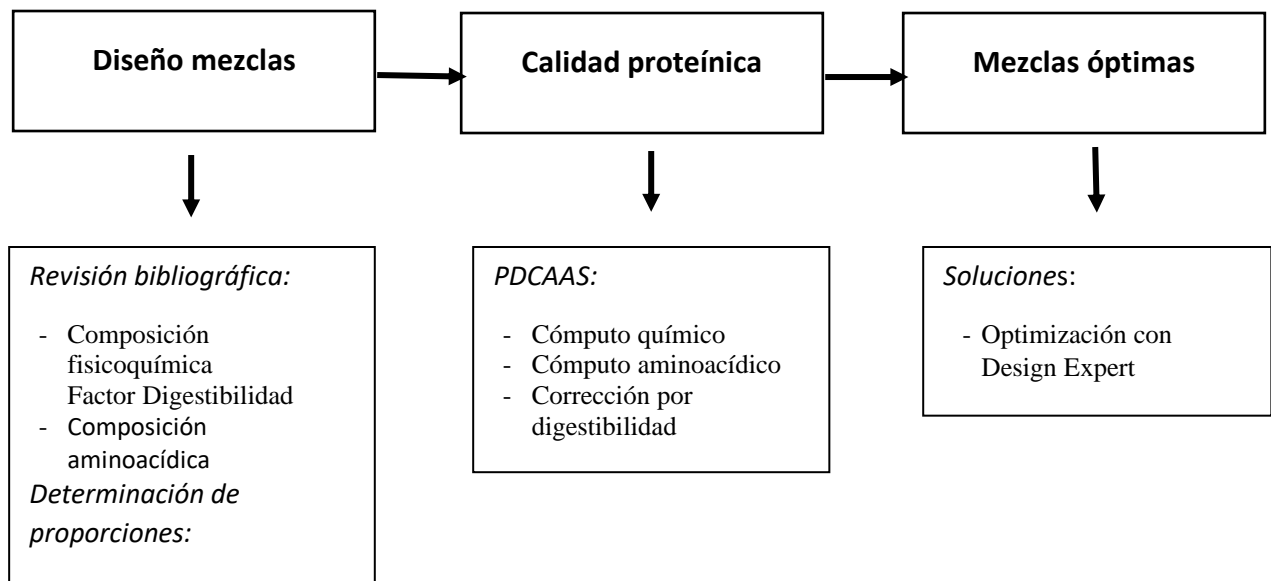 Diseño mezclas
Calidad proteínica
Mezclas óptimas
Revisión bibliográfica:
- Composición
fisicoquímica
Factor Digestibilidad
- Composición
aminoacídica
Determinación de
proporciones:
PDCAAS:
- Cómputo químico
- Cómputo aminoacídico
- Corrección por
digestibilidad
Soluciones:
- Optimización con
Design Expert